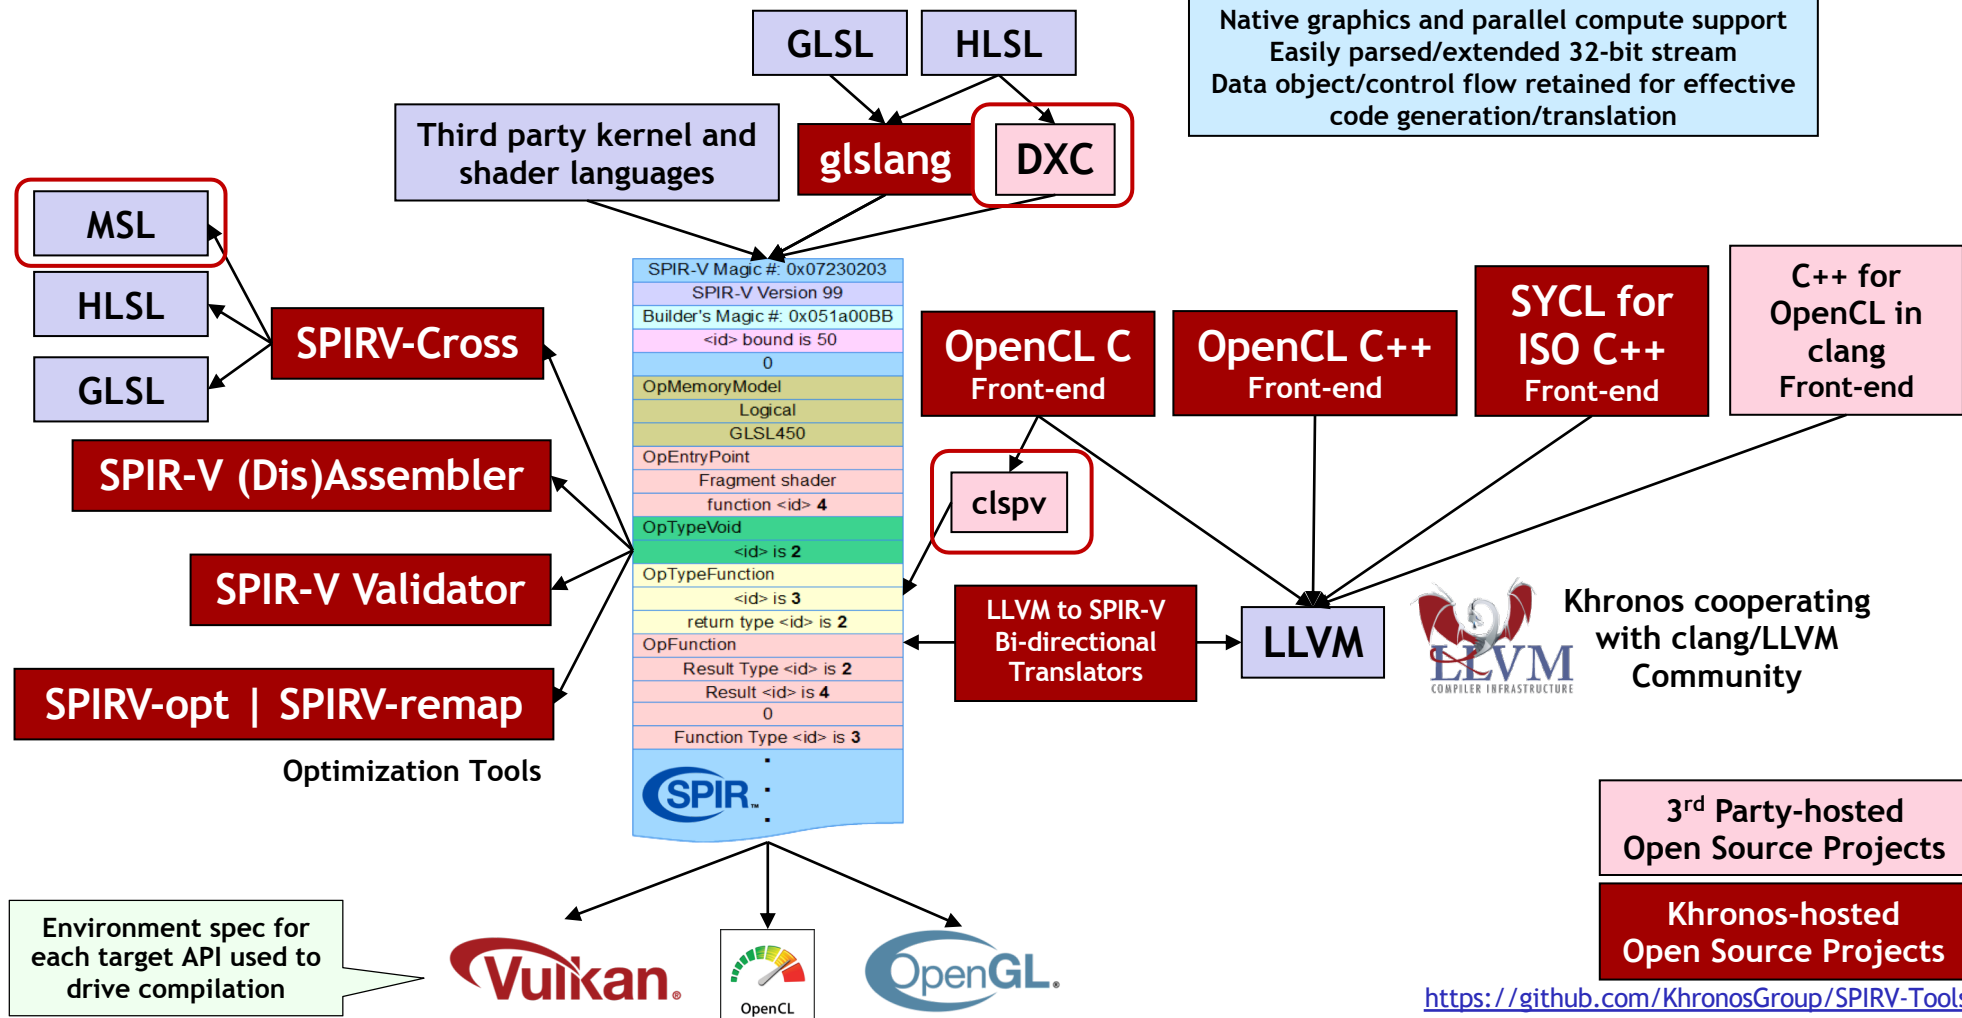 GLSL
HLSL
Native graphics and parallel compute support
Easily parsed/extended 32-bit stream
Data object/control flow retained for effective
code generation/translation
Third party kernel and
shader languages
glslang
DXC
MSL
HLSL
GLSL
SPIRV-Cross
SPIR-V (Dis)Assembler
SPIR-V Validator
SPIRV-opt | SPIRV-remap
Optimization Tools
SPIR-V Magic #: 0x07230203
SPIR-V Version 99
Builder's Magic #: 0x051a00BB
<id> bound is 50
0
OpMemoryModel
Logical
GLSL450
OpEntryPoint
Fragment shader
function <id> 4
OpTypeVoid
<id> is 2
OpTypeFunction
<id> is 3
return type <id> is 2
OpFunction
Result Type <id> is 2
Result <id> is 4
0
Function Type <id> is 3
SPIR™
OpenCL C
Front-end
OpenCL C++
Front-end
SYCL for
ISO C++
Front-end
C++ for
OpenCL in
clang
Front-end
clspv
LLVM to SPIR-V
Bi-directional
Translators
LLVM
LLVM
COMPILER INFRASTRUCTURE
Khronos cooperating
with clang/LLVM
Community
3rd Party-hosted
Open Source Projects
Khronos-hosted
Open Source Projects
https://github.com/KhronosGroup/SPIRV-Tools
Environment spec for
each target API used to
drive compilation
Vulkan®
OpenCL
OpenGL®